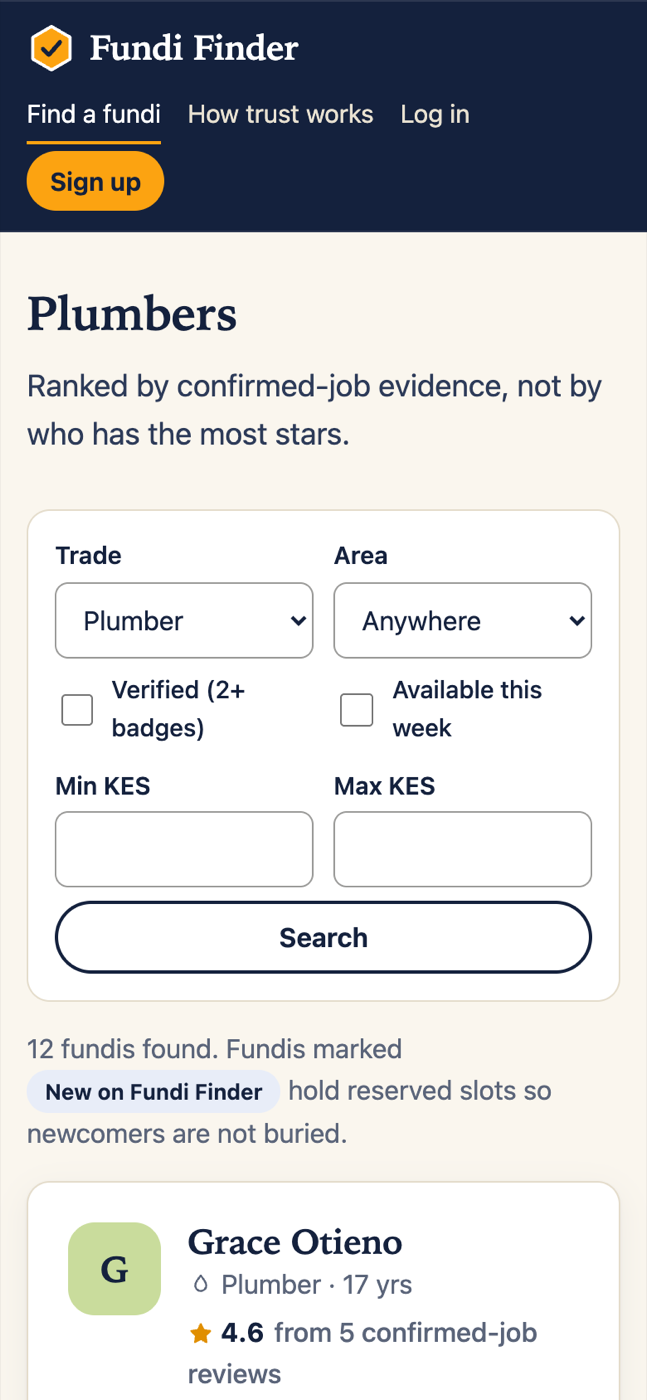 Fundi Finder
Find a fundi How trust works Log in
Sign up
Plumbers
Ranked by confirmed-job evidence, not by
who has the most stars.
Trade Area
Plumber Anywhere
Verified (2+ Available this
badges) week
Min KES Max KES
Search
12 fundis found. Fundis marked
New on Fundi Finder hold reserved slots so
newcomers are not buried.
G
Grace Otieno
Plumber · 17 yrs
4.6 from 5 confirmed-job
reviews